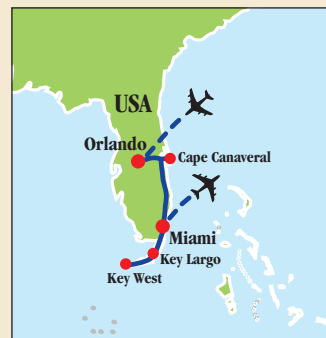 USA
Orlando
Cape Canaveral
Miami
Key Largo
Key West